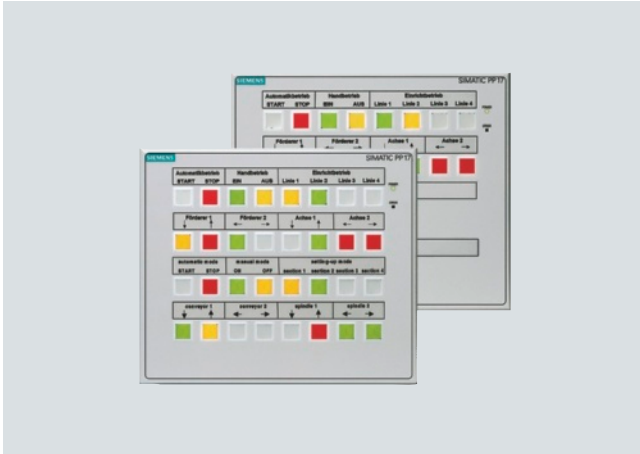 SIEMENS
SIMATIC PP17
Automatikbetrieb Handbetrieb Einrichtbetrieb
START STOP EIN AUS Linie 1 Linie 2 Linie 3 Linie 4
Förderer 1 Förderer 2 Achse 1 Achse 2
SIEMENS
SIMATIC PP17
Automatikbetrieb Handbetrieb Einrichtbetrieb
START STOP EIN AUS Linie 1 Linie 2 Linie 3 Linie 4
Förderer 1 Förderer 2 Achse 1 Achse 2
automatic mode manual mode setting-up mode
START STOP ON OFF section 1 section 2 section 3 section 4
conveyor 1 conveyor 2 spindle 1 spindle 2